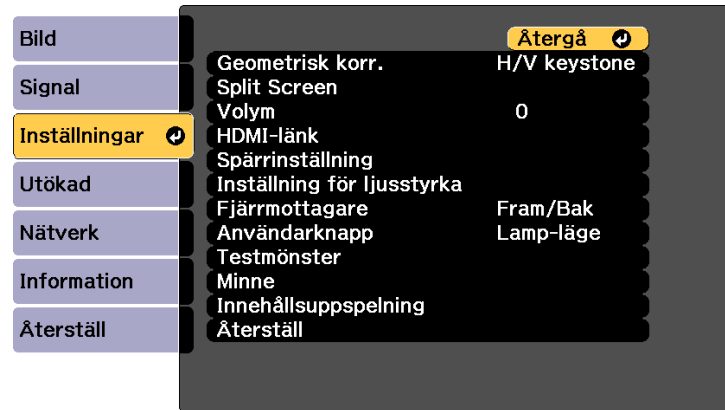 Bild
Signal
Inställningar
Utökad
Nätverk
Information
Återställ
Återgå
Geometrisk korr. H/V keystone
Split Screen
Volym 0
HDMI-länk
Spärrinställning
Inställning för ljusstyrka
Fjärrmottagare Fram/Bak
Användarknapp Lamp-läge
Testmönster
Minne
Innehållsuppspelning
Återställ